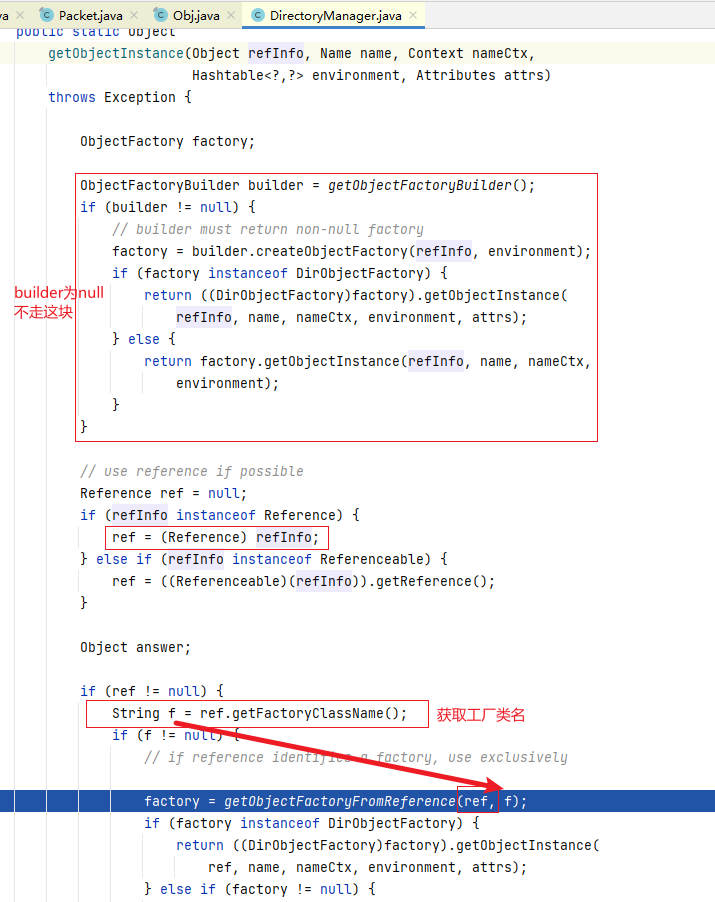 va Packet.java Obj.java DirectoryManager.java
public static Object
getObjectInstance(Object refInfo, Name name, Context nameCtx,
Hashtable<?,?> environment, Attributes attrs)
throws Exception {
ObjectFactory factory;
ObjectFactoryBuilder builder = getObjectFactoryBuilder();
if (builder != null) {
// builder must return non-null factory
factory = builder.createObjectFactory(refInfo, environment);
if (factory instanceof DirObjectFactory) {
builder为null
return ((DirObjectFactory)factory).getObjectInstance(
不走这块
refInfo, name, nameCtx, environment, attrs);
} else {
return factory.getObjectInstance(refInfo, name, nameCtx,
environment);
}
}
// use reference if possible
Reference ref = null;
if (refInfo instanceof Reference) {
ref = (Reference) refInfo;
} else if (refInfo instanceof Referenceable) {
ref = ((Referenceable)(refInfo)).getReference();
}
Object answer;
if (ref != null) {
String f = ref.getFactoryClassName(); 获取工厂类名
if (f != null) {
// if reference identifies a factory, use exclusively
factory = getObjectFactoryFromReference(ref, f);
if (factory instanceof DirObjectFactory) {
return ((DirObjectFactory)factory).getObjectInstance(
ref, name, nameCtx, environment, attrs);
} else if (factory != null) {